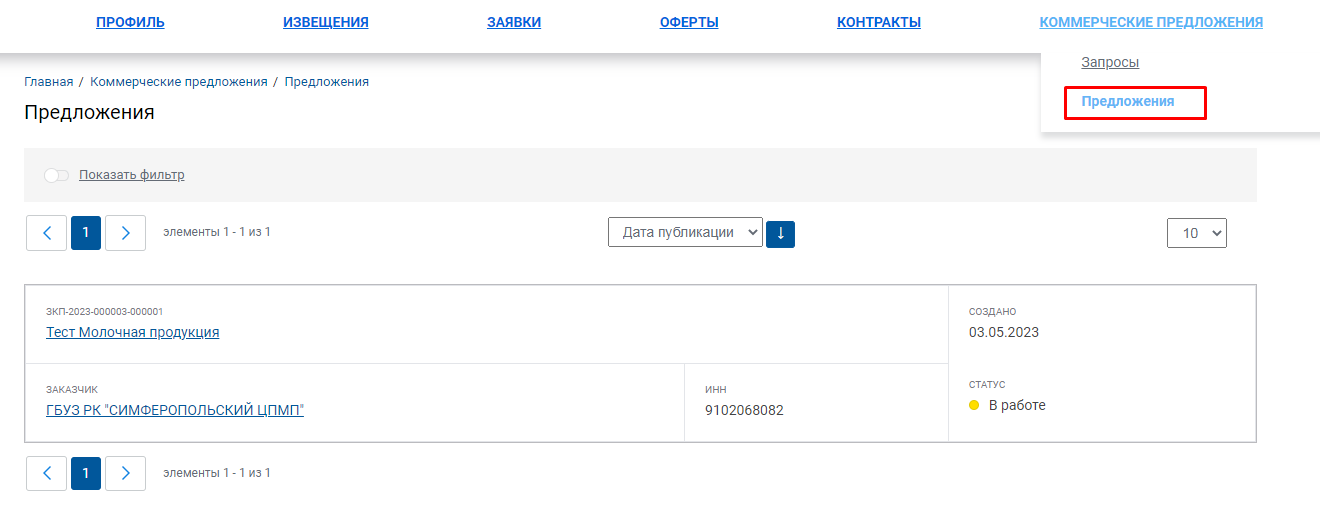 ПРОФИЛЬ ИЗВЕЩЕНИЯ ЗАЯВКИ ОФЕРТЫ КОНТРАКТЫ КОММЕРЧЕСКИЕ ПРЕДЛОЖЕНИЯ
Запросы
Предложения
Главная / Коммерческие предложения / Предложения
Предложения
Показать фильтр
1 элементы 1 - 1 из 1 Дата публикации 10
ЗКП-2023-000003-000001
Тест Молочная продукция
СОЗДАНО
03.05.2023
ЗАКАЗЧИК
ГБУЗ РК "СИМФЕРОПОЛЬСКИЙ ЦПМП"
ИНН
9102068082
СТАТУС
В работе
1 элементы 1 - 1 из 1